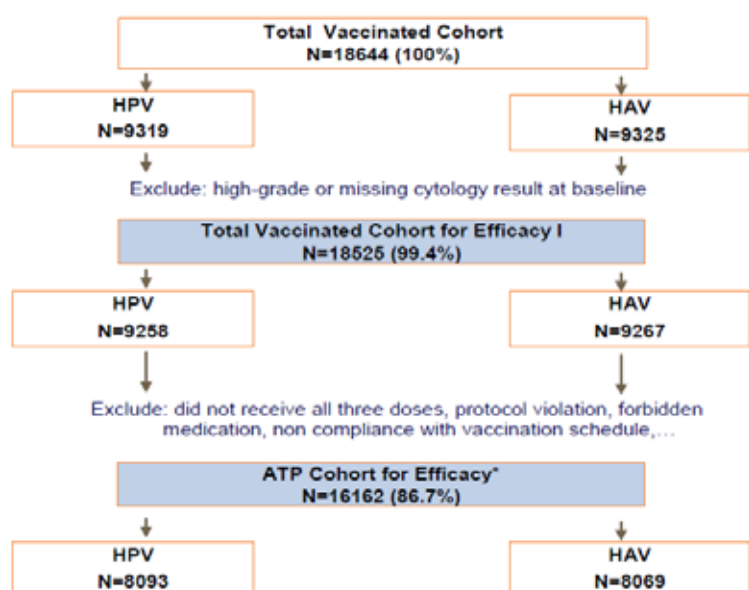 Total Vaccinated Cohort
N=18644 (100%)
HPV
N=9319
HAV
N=9325
Exclude: high-grade or missing cytology result at baseline
Total Vaccinated Cohort for Efficacy I
N=18525 (99.4%)
HPV
N=9258
HAV
N=9267
Exclude: did not receive all three doses, protocol violation, forbidden
medication, non compliance with vaccination schedule,...
ATP Cohort for Efficacy*
N=16162 (86.7%)
HPV
N=8093
HAV
N=8069